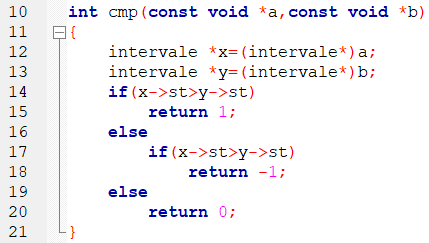 10 int cmp(const void *a,const void *b)
11 {
12 intervale *x=(intervale*)a;
13 intervale *y=(intervale*)b;
14 if(x->st>y->st)
15 return 1;
16 else
17 if(x->st>y->st)
18 return -1;
19 else
20 return 0;
21 }